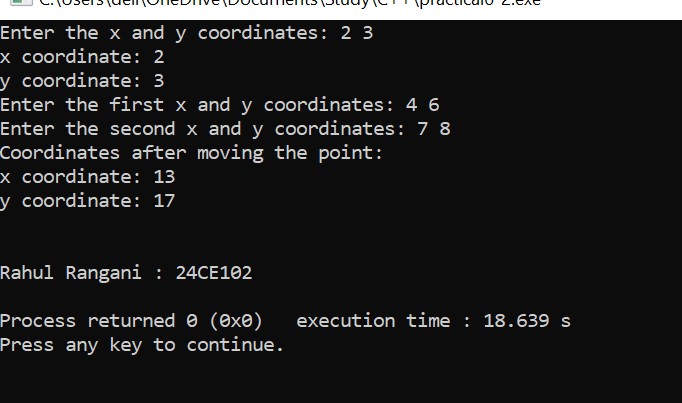 C:\Users\dell\OneDrive\Documents\Study\C++\practical6-2.exe
Enter the x and y coordinates: 2 3
x coordinate: 2
y coordinate: 3
Enter the first x and y coordinates: 4 6
Enter the second x and y coordinates: 7 8
Coordinates after moving the point:
x coordinate: 13
y coordinate: 17
Rahul Rangani : 24CE102
Process returned 0 (0x0)   execution time : 18.639 s
Press any key to continue.